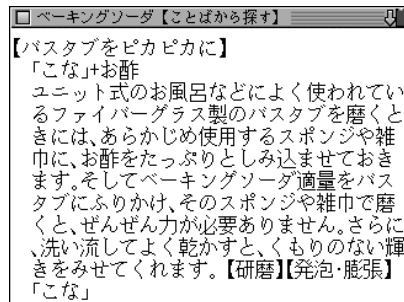 ベーキングソーダ【ことばから探す】
【バスタブをピカピカに】
「こな」+お酢
ユニット式のお風呂などによく使われてい
るファイバーグラス製のバスタブを磨くと
きには、あらかじめ使用するスポンジや雑
巾に、お酢をたっぷりとしみ込ませておき
ます。そしてベーキングソーダ適量をバス
タブにふりかけ、そのスポンジや雑巾で磨
くと、ぜんぜん力が必要ありません。さらに
、洗い流してよく乾かすと、くもりのない輝
きをみせてくれます。【研磨】【発泡・膨張】
「こな」